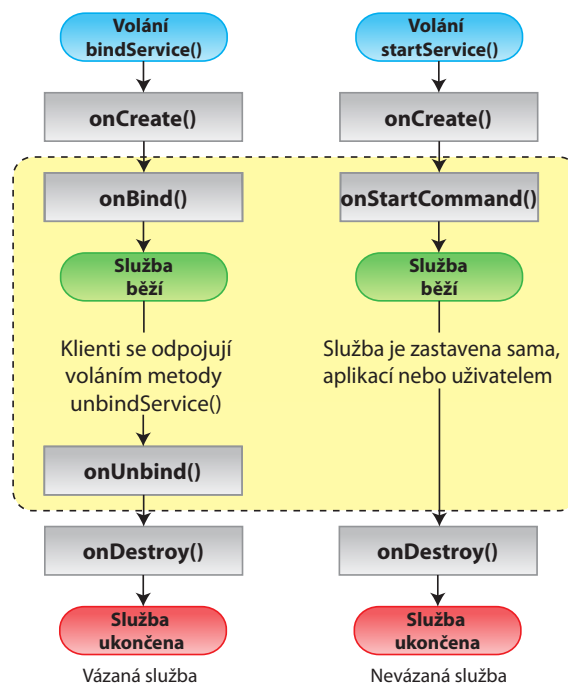 Volání
bindService()
onCreate()
onBind()
Služba
běží
Klienti se odpojují
voláním metody
unbindService()
onUnbind()
onDestroy()
Služba
ukončena
Vázaná služba
Volání
startService()
onCreate()
onStartCommand()
Služba
běží
Služba je zastavena sama,
aplikací nebo uživatelem
onDestroy()
Služba
ukončena
Nevázaná služba